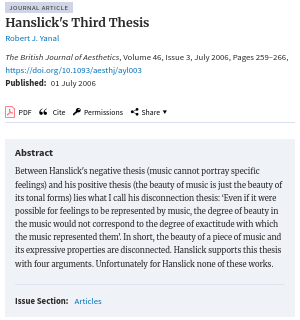 JOURNAL ARTICLE
Hanslick's Third Thesis
Robert J. Yanal
The British Journal of Aesthetics, Volume 46, Issue 3, July 2006, Pages 259–266,
https://doi.org/10.1093/aesthj/ayl003
Published: 01 July 2006
PDF Cite Permissions Share
Abstract
Between Hanslick's negative thesis (music cannot portray specific
feelings) and his positive thesis (the beauty of music is just the beauty of
its tonal forms) lies what I call his disconnection thesis: 'Even if it were
possible for feelings to be represented by music, the degree of beauty in
the music would not correspond to the degree of exactitude with which
the music represented them'. In short, the beauty of a piece of music and
its expressive properties are disconnected. Hanslick supports this thesis
with four arguments. Unfortunately for Hanslick none of these works.
Issue Section: Articles